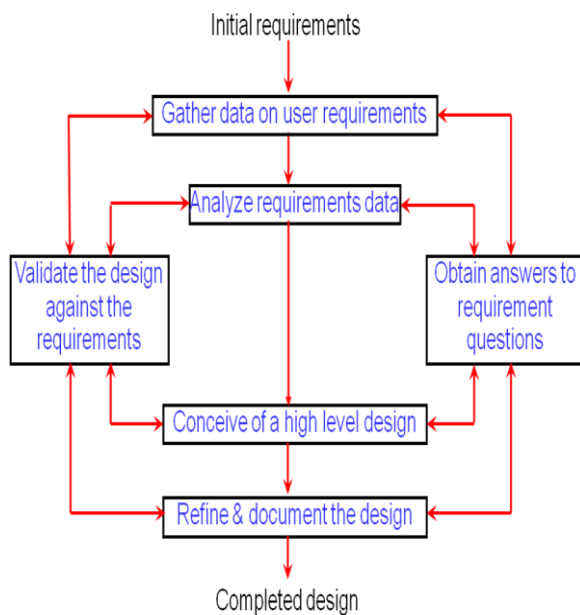 Initial requirements
Gather data on user requirements
Analyze requirements data
Validate the design
against the
requirements
Obtain answers to
requirement
questions
Conceive of a high level design
Refine & document the design
Completed design